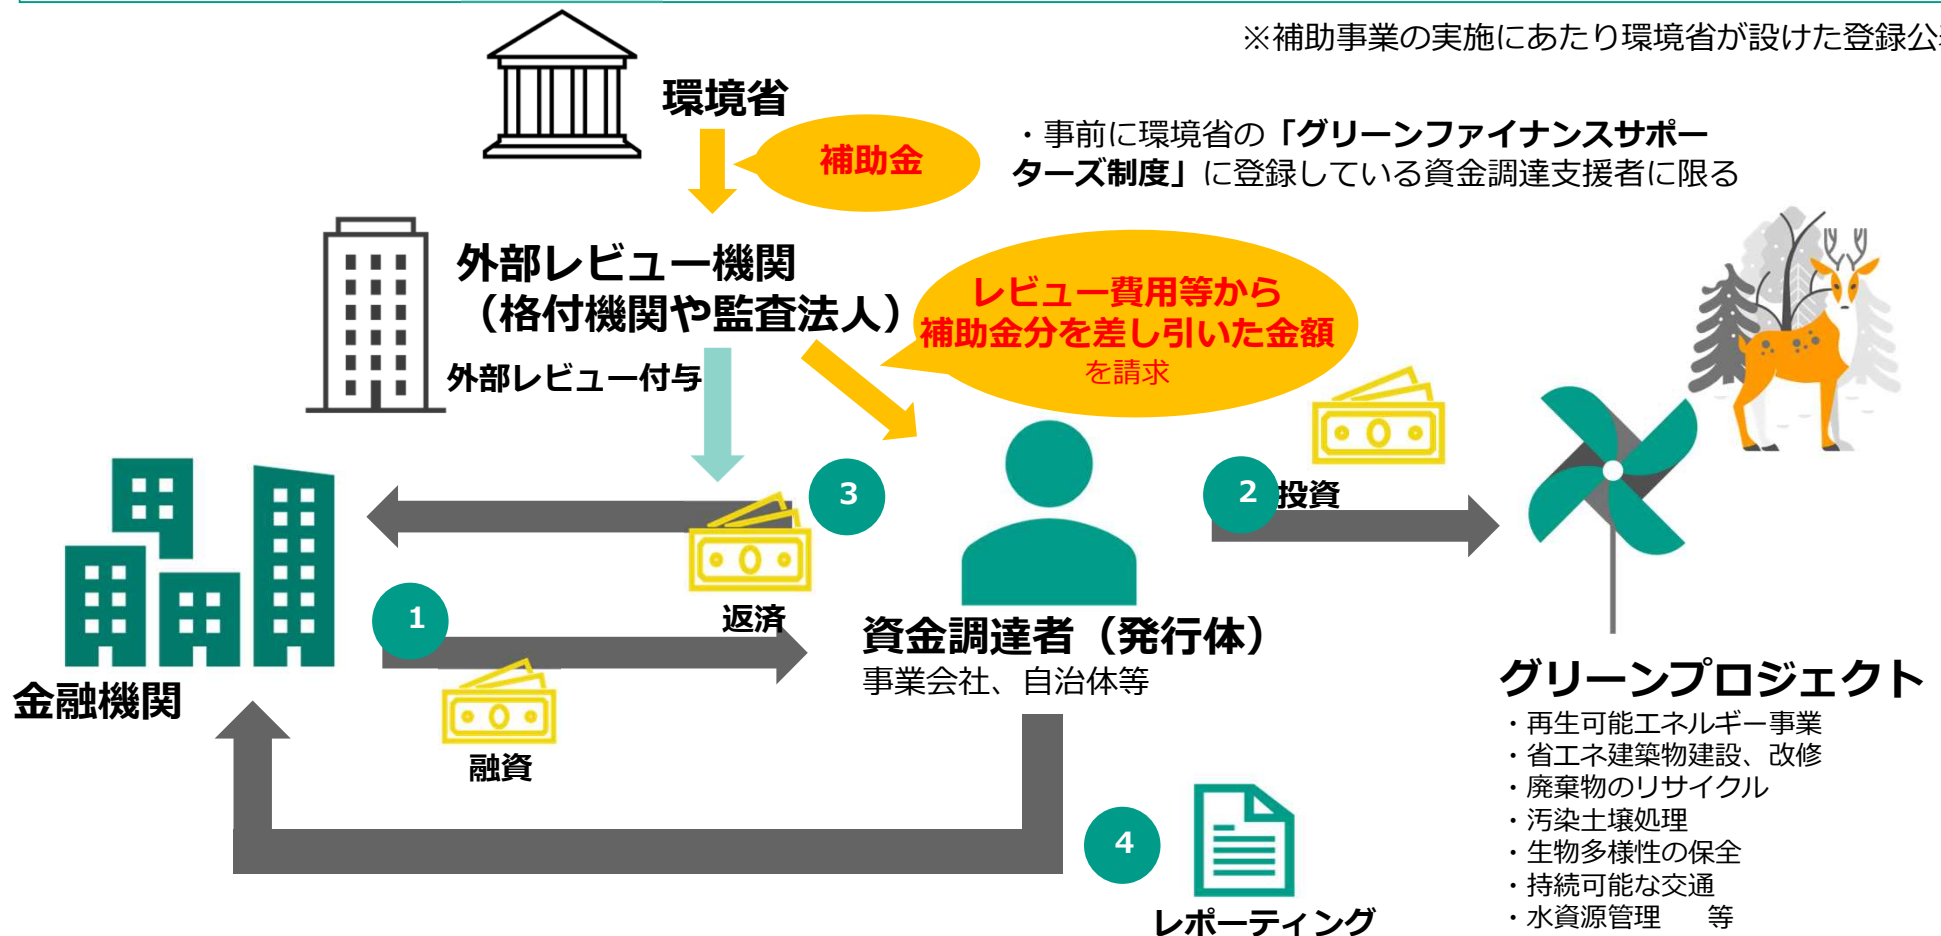 ※補助事業の実施にあたり環境省が設けた登録公
環境省
補助金
・事前に環境省の「グリーンファイナンスサポー
ターズ制度」に登録している資金調達支援者に限る
外部レビュー機関
（格付機関や監査法人）
レビュー費用等から
補助金分を差し引いた金額
を請求
外部レビュー付与
3
2
投資
1
返済
資金調達者（発行体）
事業会社、自治体等
金融機関
融資
グリーンプロジェクト
・再生可能エネルギー事業
・省エネ建築物建設、改修
・廃棄物のリサイクル
・汚染土壌処理
・生物多様性の保全
・持続可能な交通
・水資源管理　等
4
レポーティング